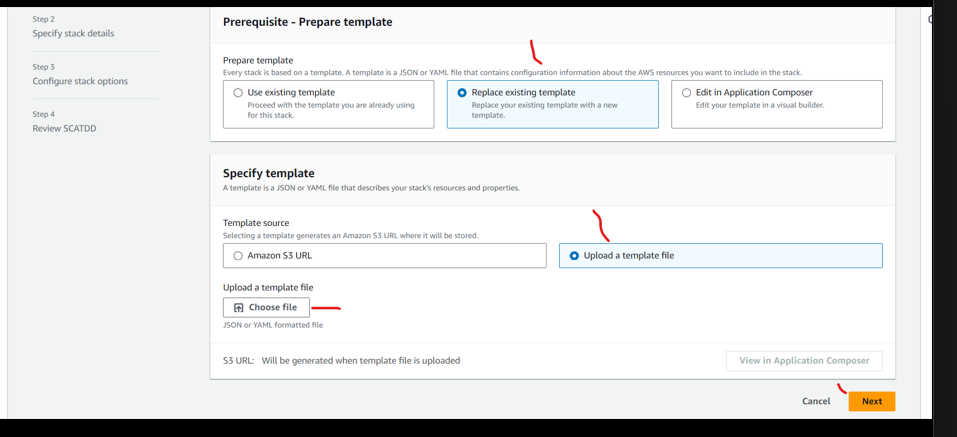 Step 2
Specify stack details
Step 3
Configure stack options
Step 4
Review SCATDD
Prerequisite - Prepare template
Prepare template
Every stack is based on a template. A template is a JSON or YAML file that contains configuration information about the AWS resources you want to include in the stack.
Use existing template
Proceed with the template you are already using
for this stack.
Replace existing template
Replace your existing template with a new
template.
Edit in Application Composer
Edit your template in a visual builder.
Specify template
A template is a JSON or YAML file that describes your stack's resources and properties.
Template source
Selecting a template generates an Amazon S3 URL where it will be stored.
Amazon S3 URL
Upload a template file
Upload a template file
Choose file
JSON or YAML formatted file
S3 URL: Will be generated when template file is uploaded
View in Application Composer
Cancel
Next